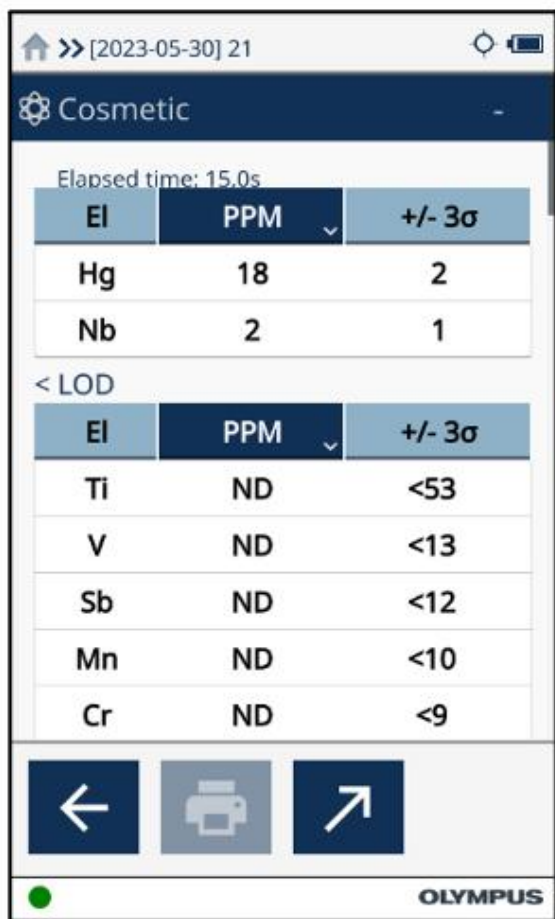 >> [2023-05-30] 21
Cosmetic -
Elapsed time: 15.0s
El PPM +/- 3σ
Hg 18 2
Nb 2 1
< LOD
El PPM +/- 3σ
Ti ND <53
V ND <13
Sb ND <12
Mn ND <10
Cr ND <9
OLYMPUS